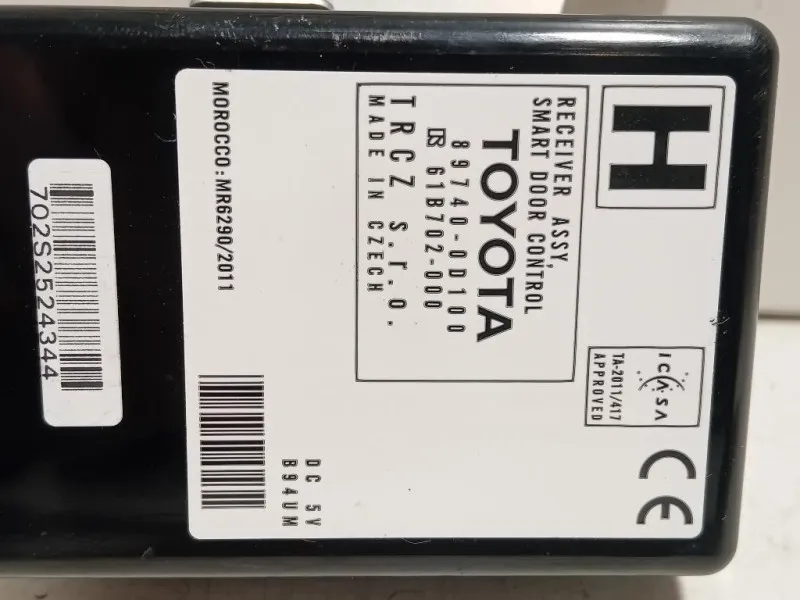 H
RECEIVER ASSY,
SMART DOOR CONTROL
TOYOTA
89740-0D100
61B702-000
TRCZ s.r.o.
MADE IN CZECH
ICASA
TA-2011/417
APPROVED
CE
MOROCCO:MR6290/2011
DC 5V
B94UM
702S2524344